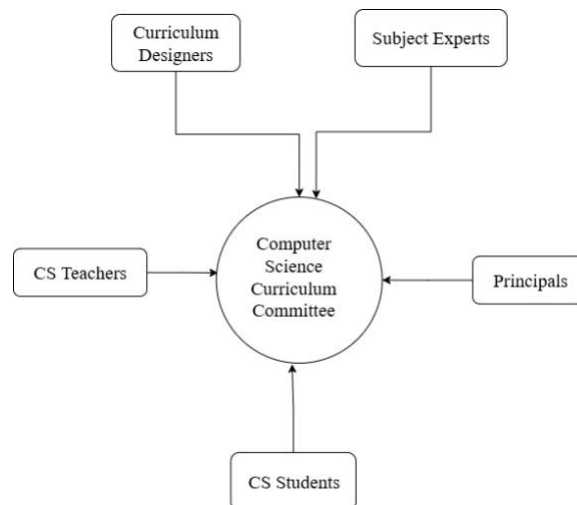 Curriculum
Designers
Subject Experts
Computer
Science
Curriculum
Committee
CS Teachers
Principals
CS Students